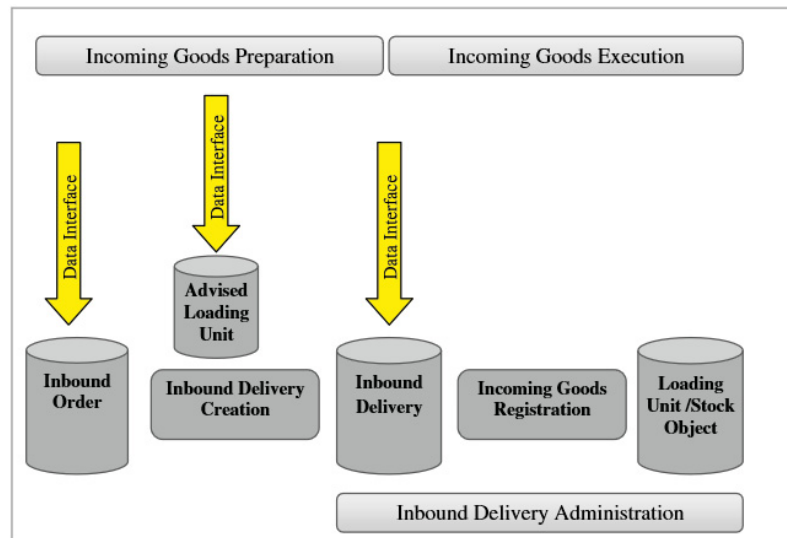 Incoming Goods Preparation
Incoming Goods Execution
Data Interface
Data Interface
Data Interface
Advised
Loading
Unit
Inbound
Order
Inbound Delivery
Creation
Inbound
Delivery
Incoming Goods
Registration
Loading
Unit /Stock
Object
Inbound Delivery Administration